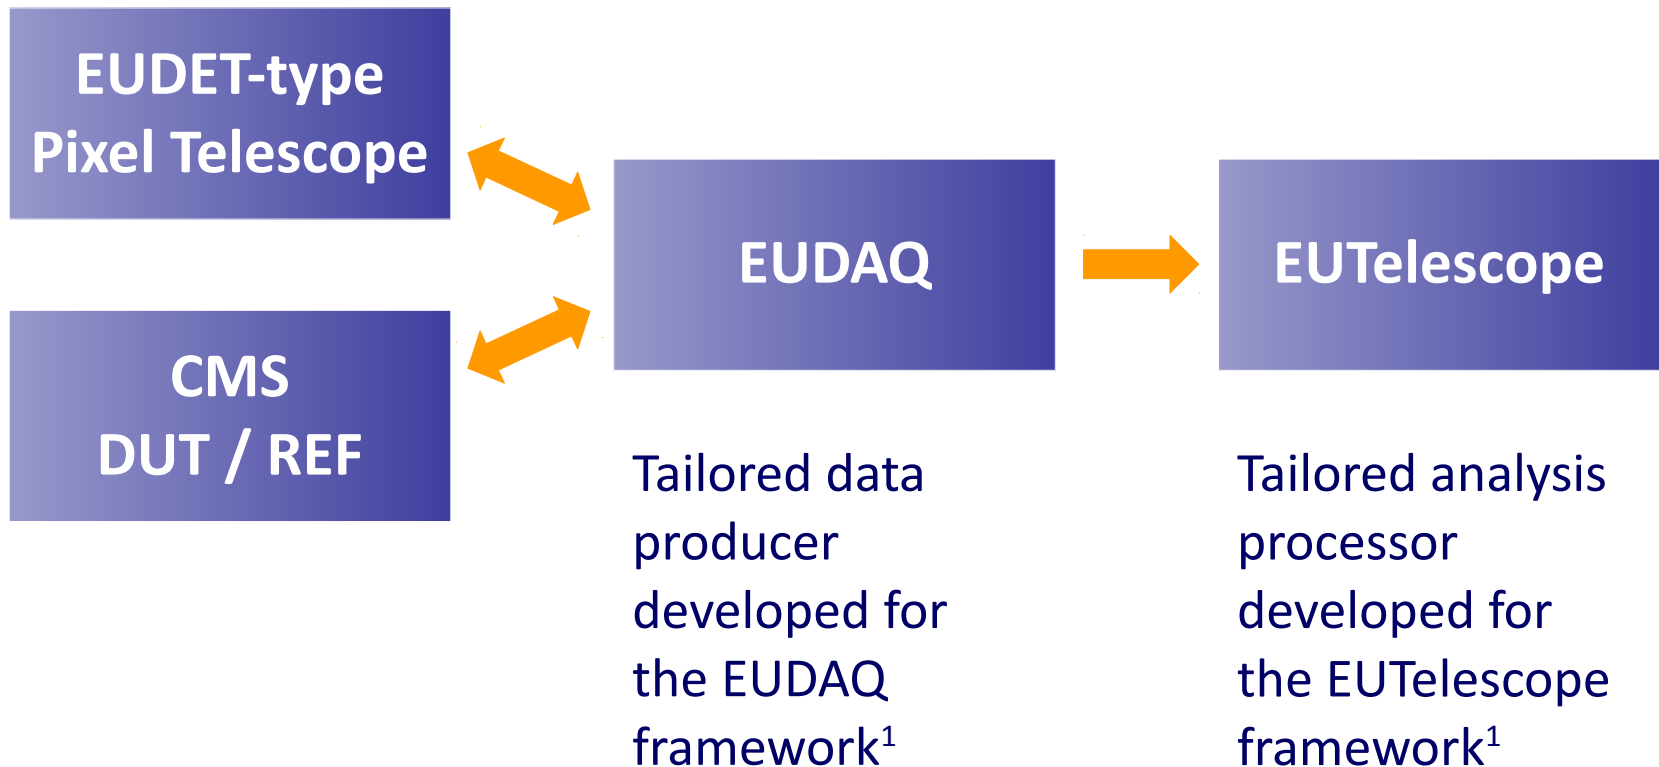 EUDET-type
Pixel Telescope
CMS
DUT / REF
EUDAQ
Tailored data
producer
developed for
the EUDAQ
framework¹
EUTelescope
Tailored analysis
processor
developed for
the EUTelescope
framework¹